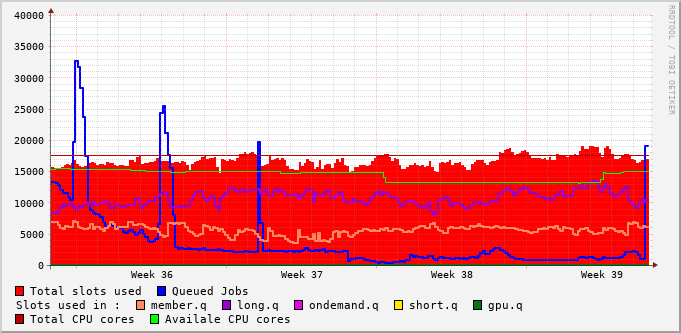 40000
35000
30000
25000
20000
15000
10000
5000
0
Week 36 Week 37 Week 38 Week 39
RRDTOOL / TOBI OETIKER
Total slots used Queued Jobs
Slots used in : member.q long.q ondemand.q short.q gpu.q
Total CPU cores Availale CPU cores